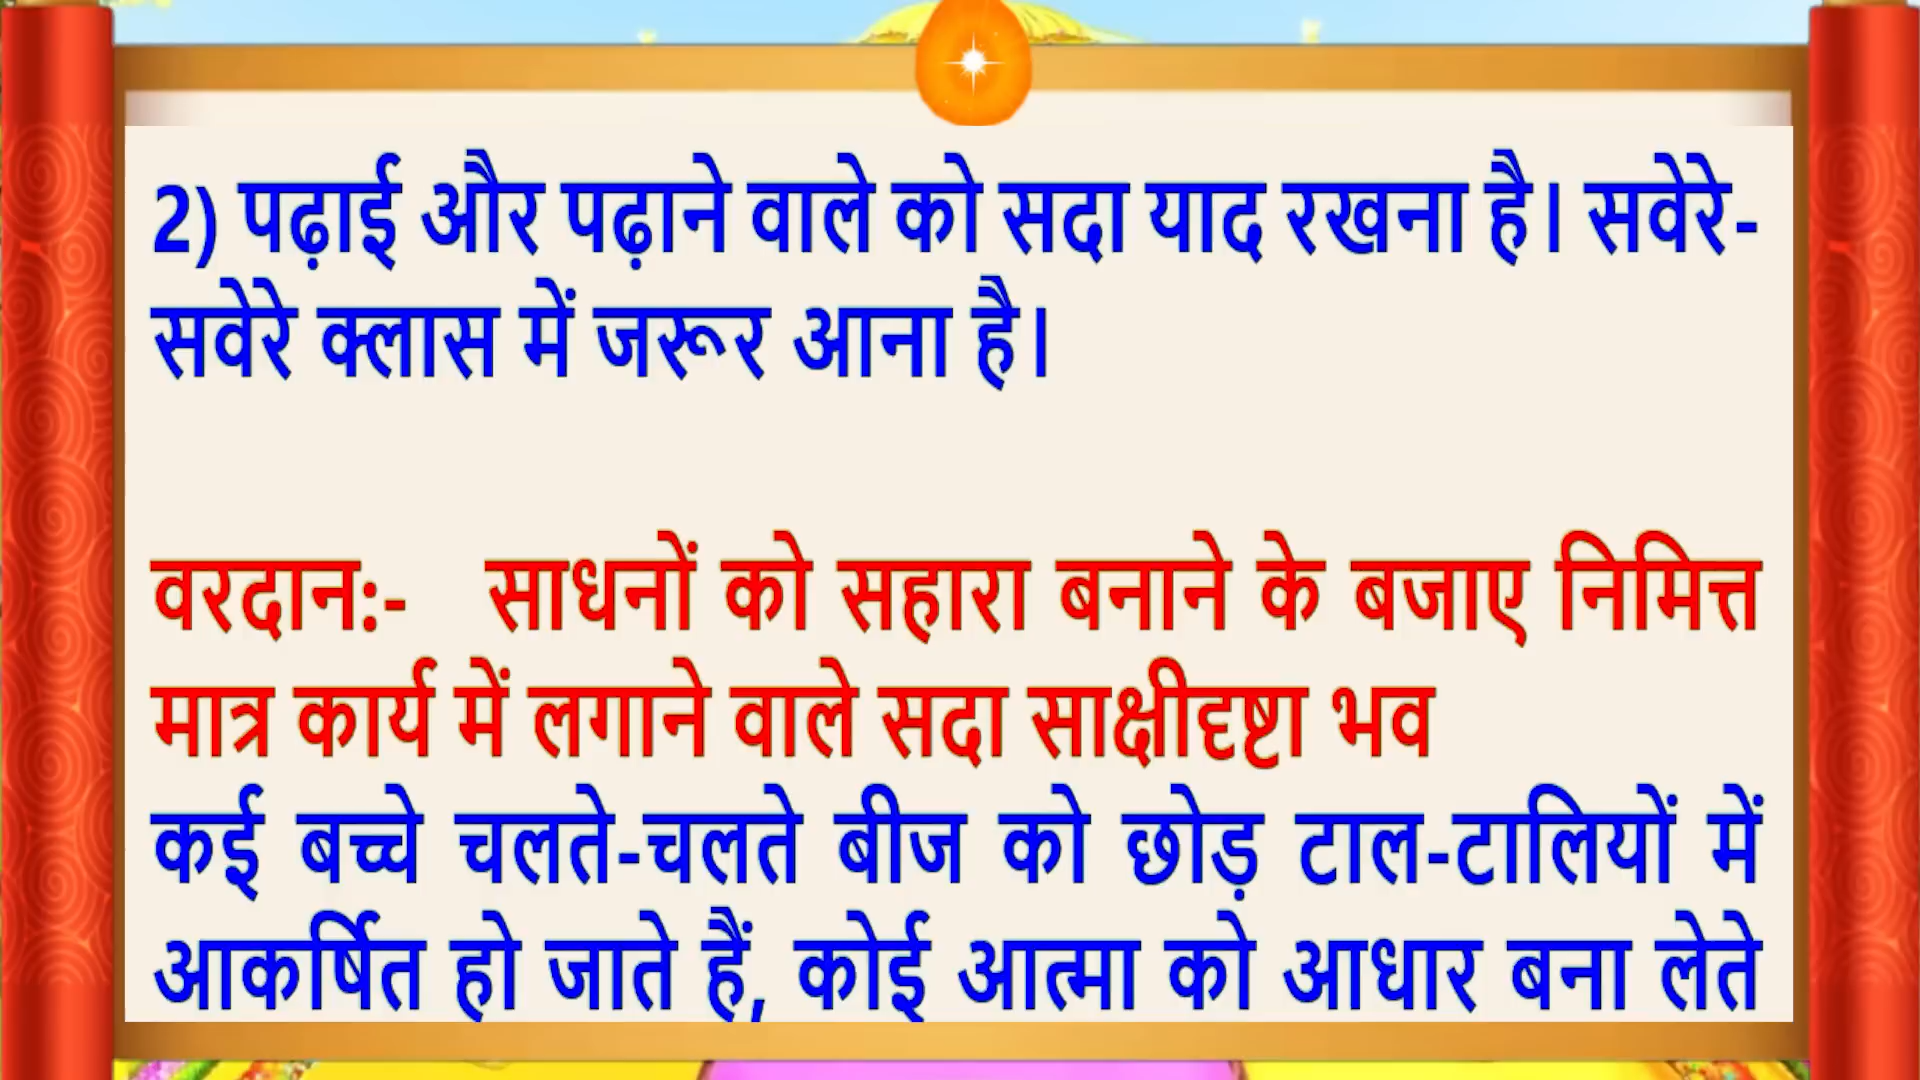 2) पढ़ाई और पढ़ाने वाले को सदा याद रखना है। सवेरे-
सवेरे क्लास में जरूर आना है।
वरदान:- साधनों को सहारा बनाने के बजाए निमित्त
मात्र कार्य में लगाने वाले सदा साक्षीदृष्टा भव
कई बच्चे चलते-चलते बीज को छोड़ टाल-टालियों में
आकर्षित हो जाते हैं, कोई आत्मा को आधार बना लेते